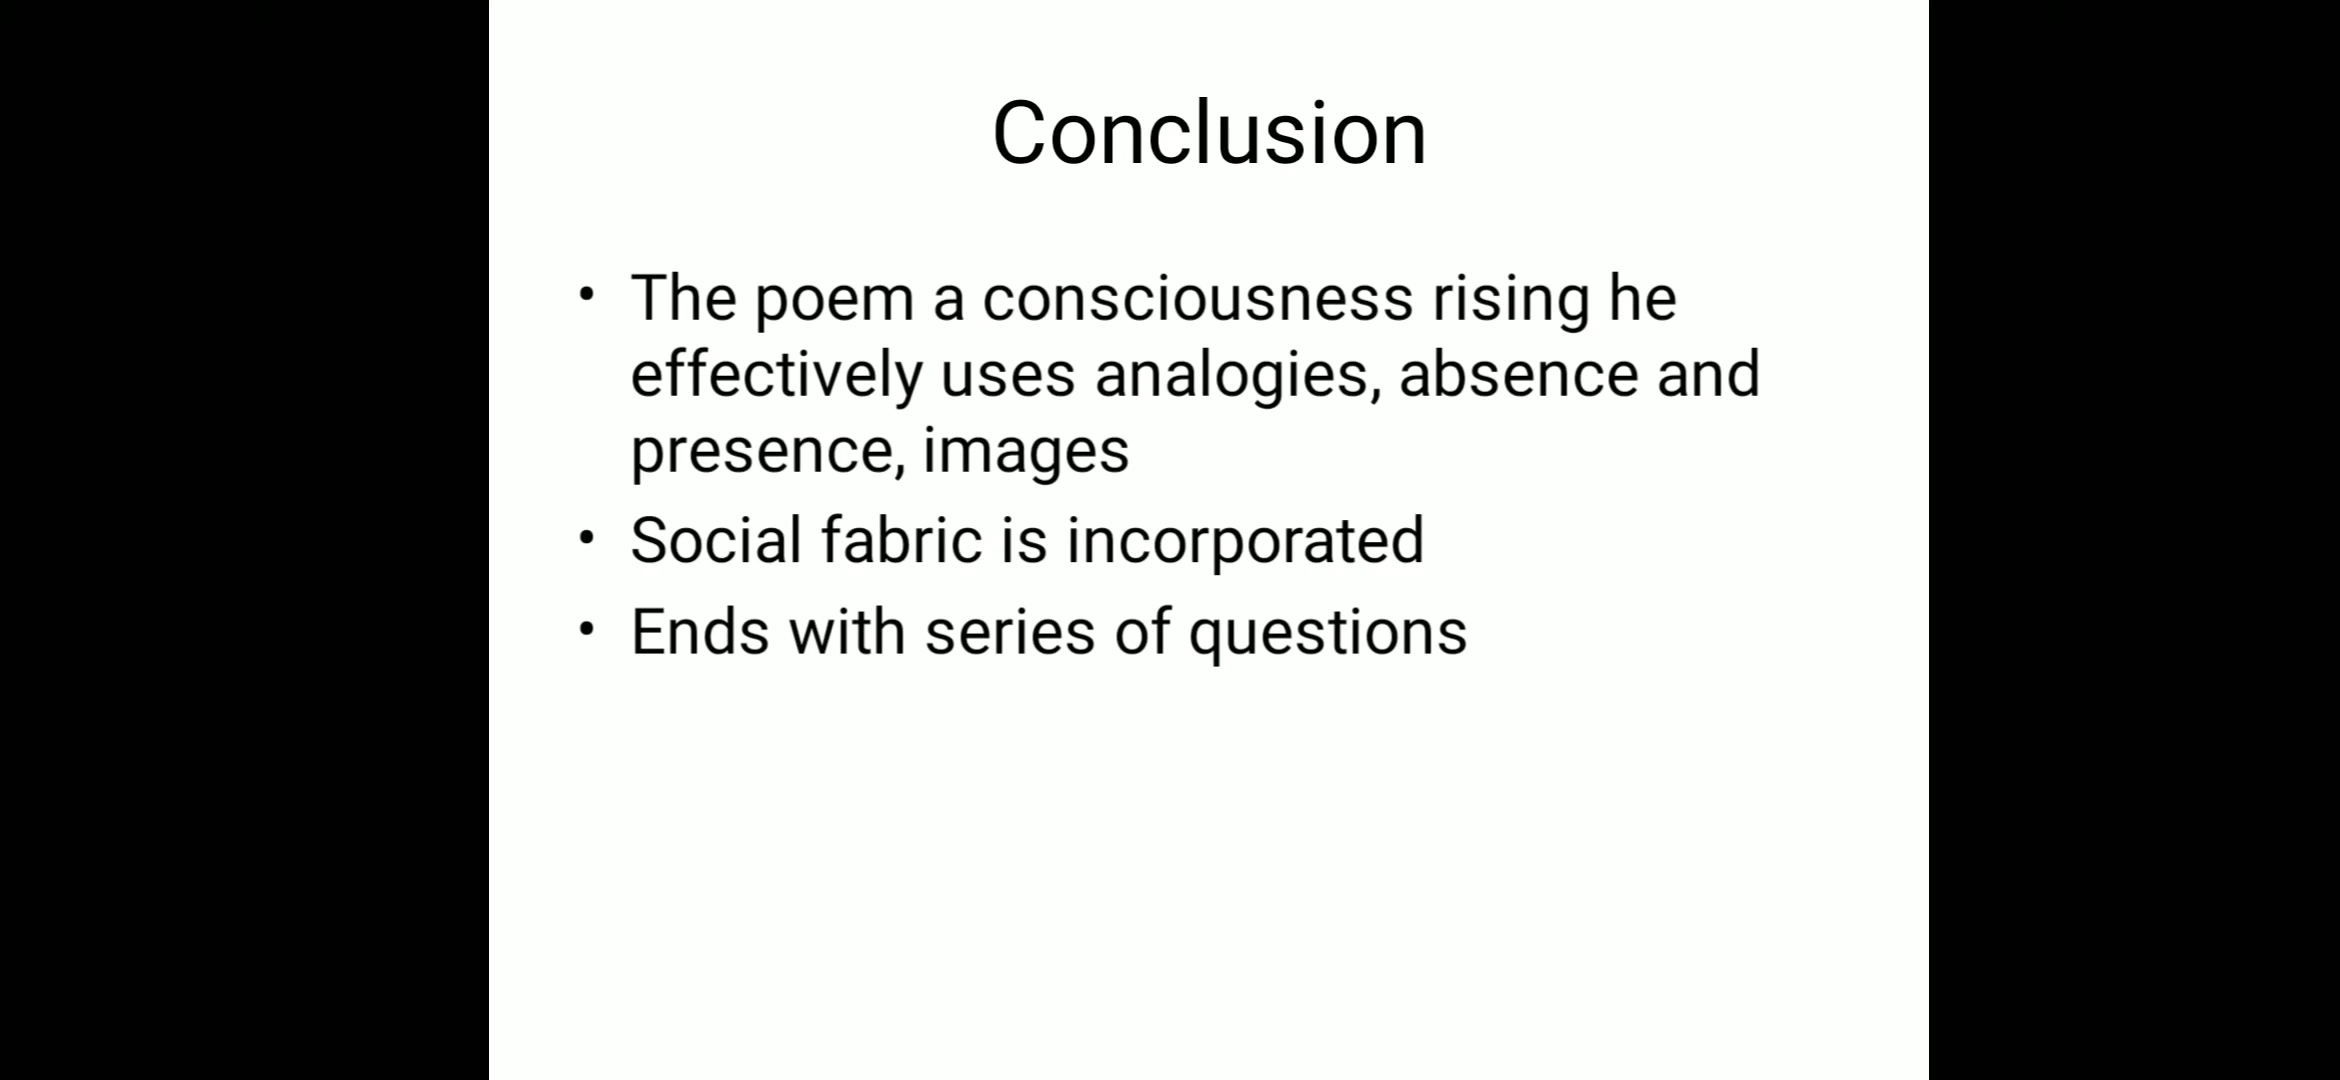 Conclusion
• The poem a consciousness rising he
effectively uses analogies, absence and
presence, images
• Social fabric is incorporated
• Ends with series of questions